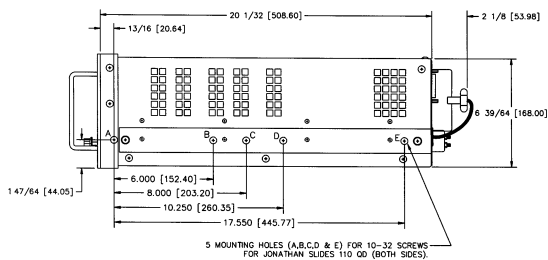 20 1/32 [508.60]
13/16 [20.64]
2 1/8 [53.98]
A
B
C
D
E
6 39/64 [168.00]
1 47/64 [44.05]
6.000 [152.40]
8.000 [203.20]
10.250 [260.35]
17.550 [445.77]
5 MOUNTING HOLES (A,B,C,D & E) FOR 10-32 SCREWS
FOR JONATHAN SLIDES 110 QD (BOTH SIDES).